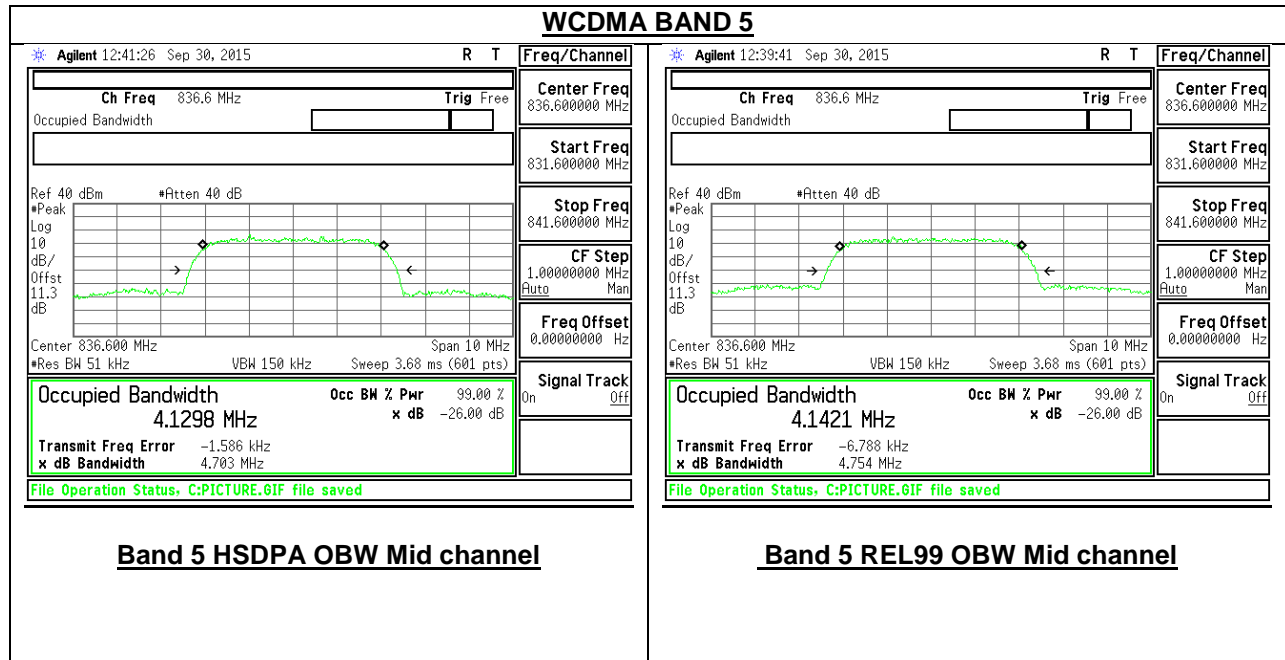 WCDMA BAND 5
Agilent 12:41:26 Sep 30, 2015 R T
Freq/Channel
Ch Freq 836.6 MHz Trig Free
Occupied Bandwidth
Center Freq
836.600000 MHz
Start Freq
831.600000 MHz
Ref 40 dBm #Atten 40 dB
#Peak
Log
10
dB/
Offst
11.3
dB
Stop Freq
841.600000 MHz
CF Step
1.00000000 MHz
Auto Man
Freq Offset
0.00000000 Hz
Center 836.600 MHz Span 10 MHz
#Res BW 51 kHz VBW 150 kHz Sweep 3.68 ms (601 pts)
Signal Track
On Off
Occupied Bandwidth Occ BW % Pwr 99.00 %
4.1298 MHz x dB -26.00 dB
Transmit Freq Error -1.586 kHz
x dB Bandwidth 4.703 MHz
File Operation Status, C:PICTURE.GIF file saved
Band 5 HSDPA OBW Mid channel
Agilent 12:39:41 Sep 30, 2015 R T
Freq/Channel
Ch Freq 836.6 MHz Trig Free
Occupied Bandwidth
Center Freq
836.600000 MHz
Start Freq
831.600000 MHz
Ref 40 dBm #Atten 40 dB
#Peak
Log
10
dB/
Offst
11.3
dB
Stop Freq
841.600000 MHz
CF Step
1.00000000 MHz
Auto Man
Freq Offset
0.00000000 Hz
Center 836.600 MHz Span 10 MHz
#Res BW 51 kHz VBW 150 kHz Sweep 3.68 ms (601 pts)
Signal Track
On Off
Occupied Bandwidth Occ BW % Pwr 99.00 %
4.1421 MHz x dB -26.00 dB
Transmit Freq Error -6.788 kHz
x dB Bandwidth 4.754 MHz
File Operation Status, C:PICTURE.GIF file saved
Band 5 REL99 OBW Mid channel